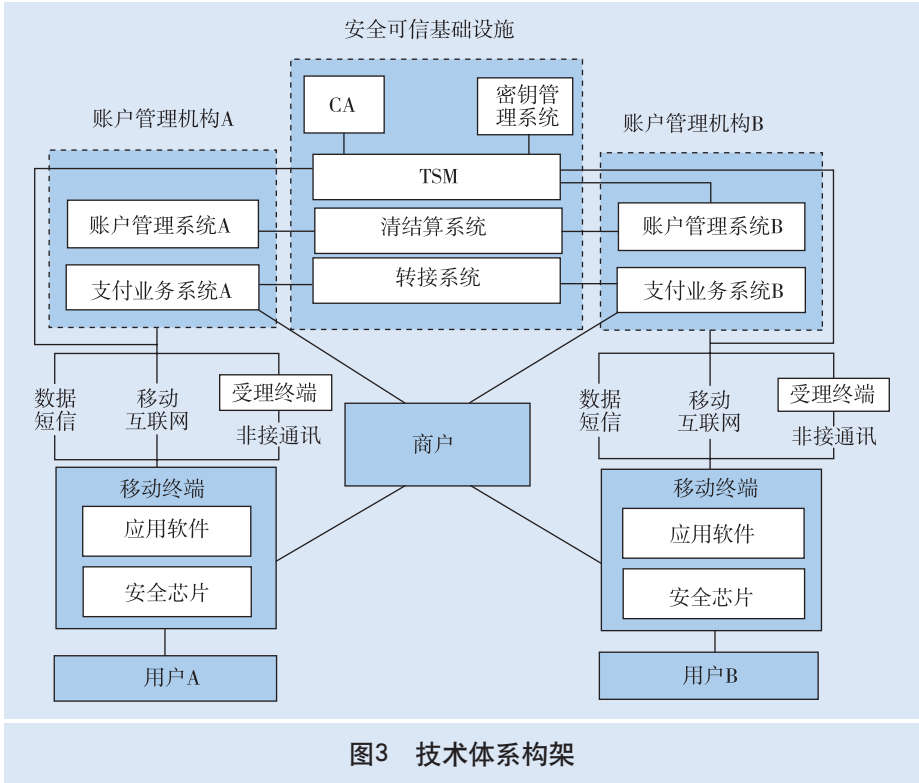 安全可信基础设施
CA
密钥管
理系统
账户管理机构A
账户管理机构B
TSM
账户管理系统A
清结算系统
账户管理系统B
支付业务系统A
转接系统
支付业务系统B
数据
短信
移动
互联网
受理终端
非接通讯
商户
数据
短信
移动
互联网
受理终端
非接通讯
移动终端
应用软件
安全芯片
移动终端
应用软件
安全芯片
用户A
用户B
图3 技术体系构架